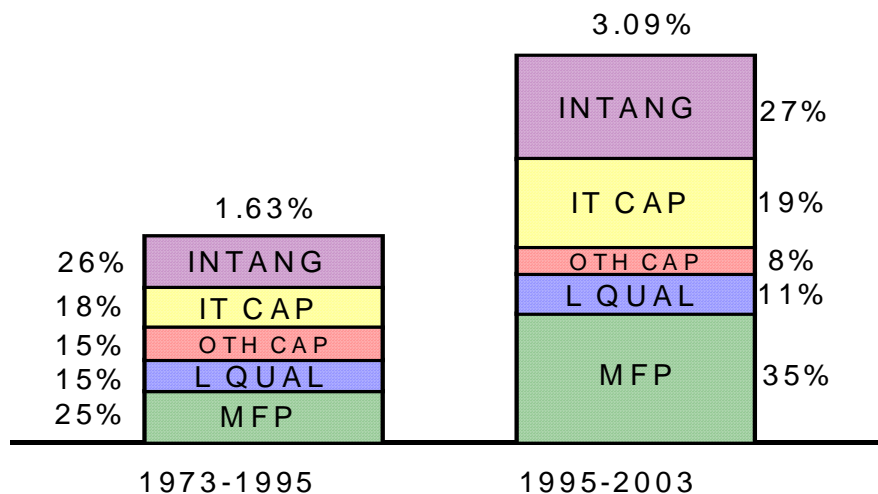 3.09%
INTANG 27%
IT CAP 19%
1.63%
OTH CAP 8%
26% INTANG
L QUAL 11%
18% IT CAP
15% OTH CAP
15% L QUAL
MFP 35%
25% MFP
1973-1995 1995-2003